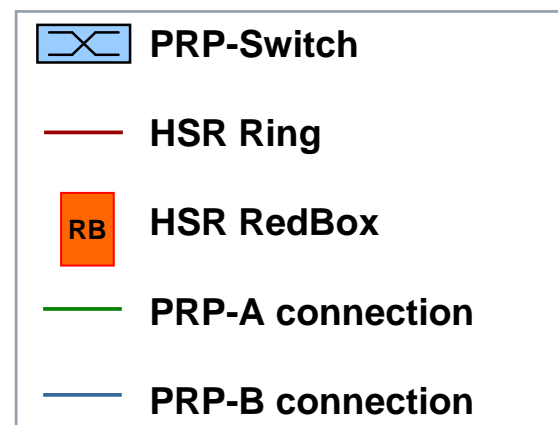 PRP-Switch
HSR Ring
RB HSR RedBox
PRP-A connection
PRP-B connection